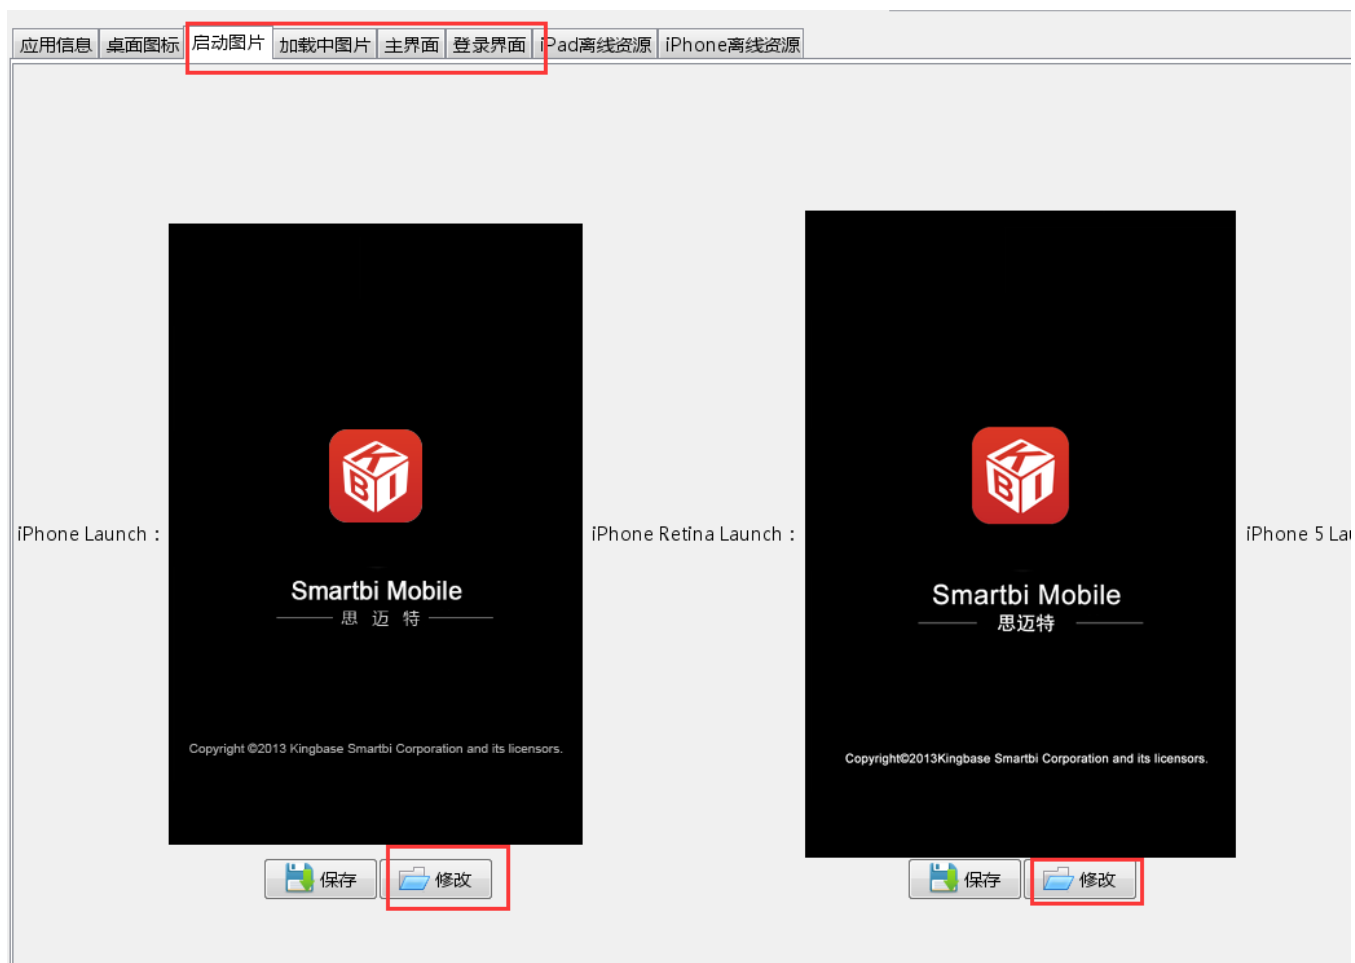 应用信息 桌面图标 启动图片 加载中图片 主界面 登录界面 iPad离线资源 iPhone离线资源
iPhone Launch：
KBI
Smartbi Mobile
思 迈 特
Copyright ©2013 Kingbase Smartbi Corporation and its licensors.
保存 修改
iPhone Retina Launch：
KBI
Smartbi Mobile
思迈特
Copyright©2013Kingbase Smartbi Corporation and its licensors.
保存 修改
iPhone 5 Lau